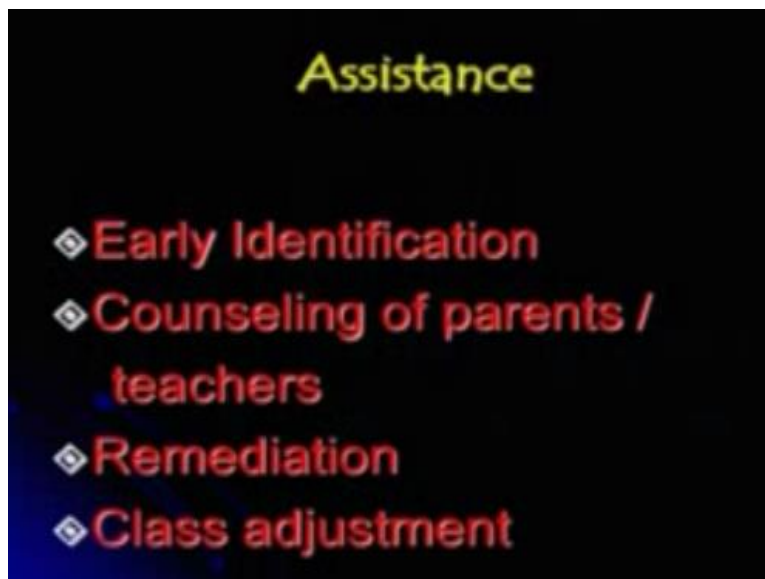 Assistance
Early Identification
Counseling of parents /
teachers
Remediation
Class adjustment